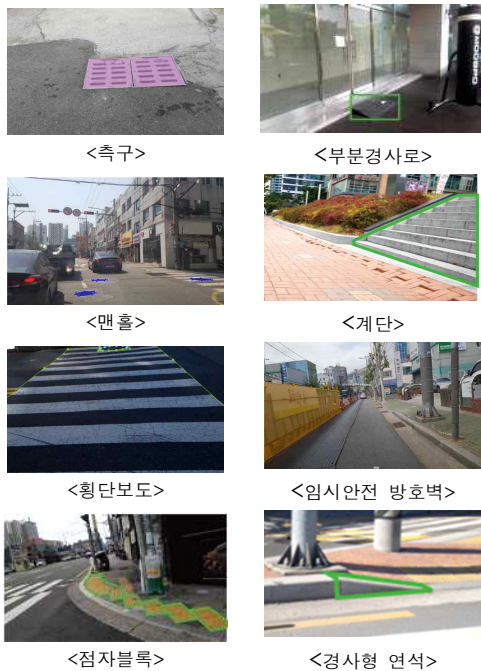 <측구>
<부분경사로>
<맨홀>
<계단>
<횡단보도>
<임시안전 방호벽>
<점자블록>
<경사형 연석>